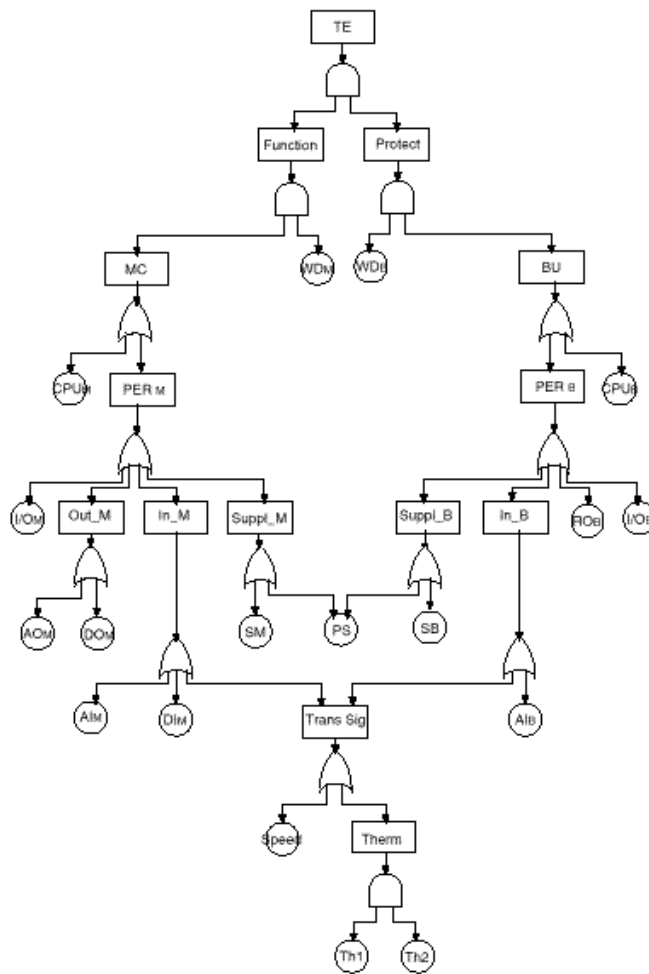 TE
Function
Protect
MC
WDM
WDB
BU
CPUM
PER M
PER B
CPUB
I/OM
Out_M
In_M
Suppl_M
Suppl_B
In_B
ROB
I/OB
AOM
DOM
SM
PS
SB
AIM
DIM
Trans Sig
AIB
Speed
Therm
Th1
Th2